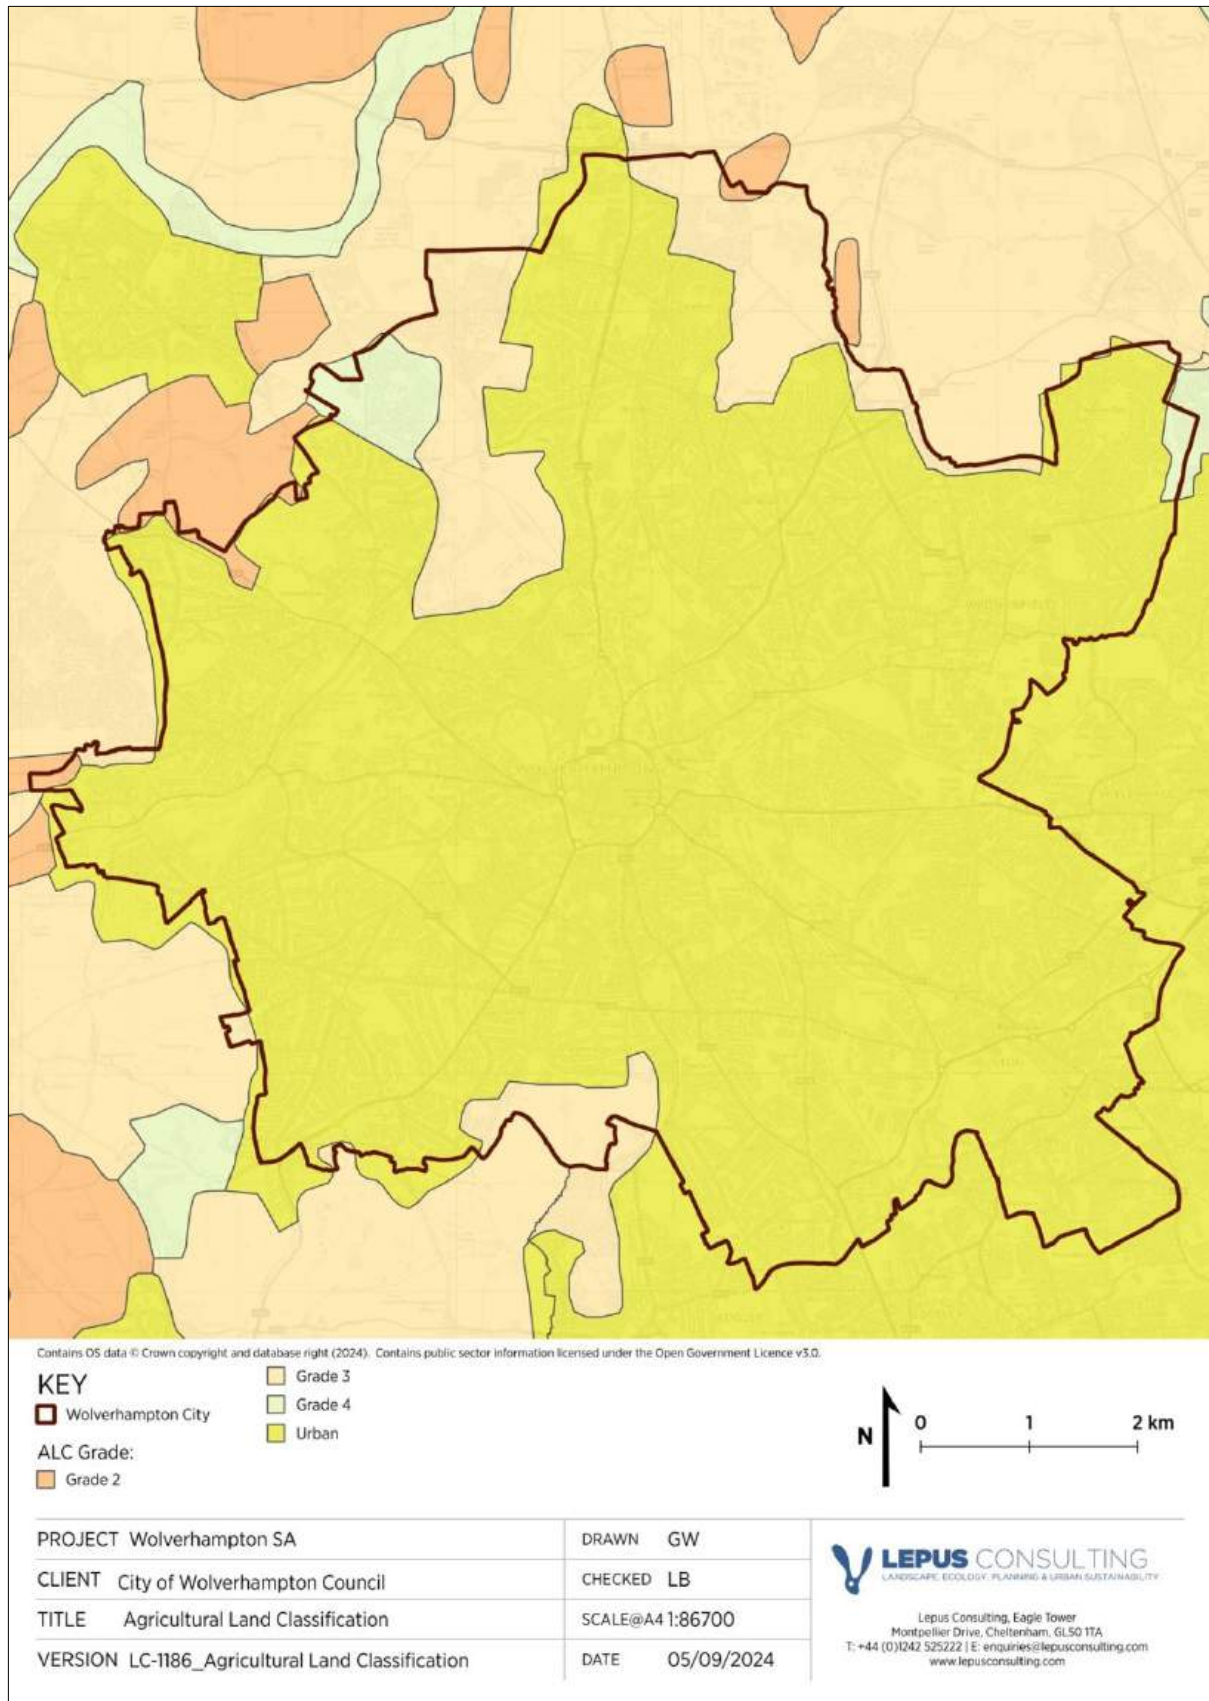 WEDNESFIELD
WOLVERHAMPTON
Contains OS data © Crown copyright and database right (2024). Contains public sector information licensed under the Open Government Licence v3.0.
KEY
Wolverhampton City
ALC Grade:
Grade 2
Grade 3
Grade 4
Urban
N
0 1 2 km
PROJECT Wolverhampton SA
CLIENT City of Wolverhampton Council
TITLE Agricultural Land Classification
VERSION LC-1186_Agricultural Land Classification
DRAWN GW
CHECKED LB
SCALE@A4 1:86700
DATE 05/09/2024
LEPUS CONSULTING
LANDSCAPE, ECOLOGY, PLANNING & URBAN SUSTAINABILITY
Lepus Consulting, Eagle Tower
Montpellier Drive, Cheltenham, GL50 1TA
T: +44 (0)1242 525222 | E: enquiries@lepusconsulting.com
www.lepusconsulting.com